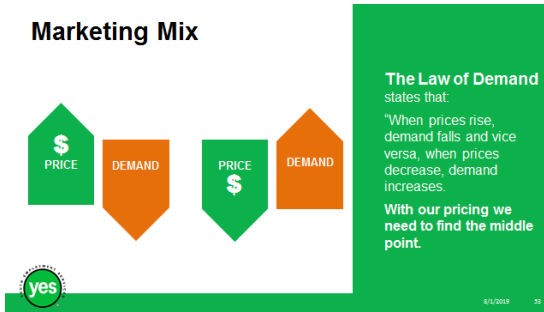 Marketing Mix
$
PRICE
DEMAND
PRICE
$
DEMAND
The Law of Demand
states that:
“When prices rise,
demand falls and vice
versa, when prices
decrease, demand
increases.
With our pricing we
need to find the middle
point.
yes
8/1/2019
53